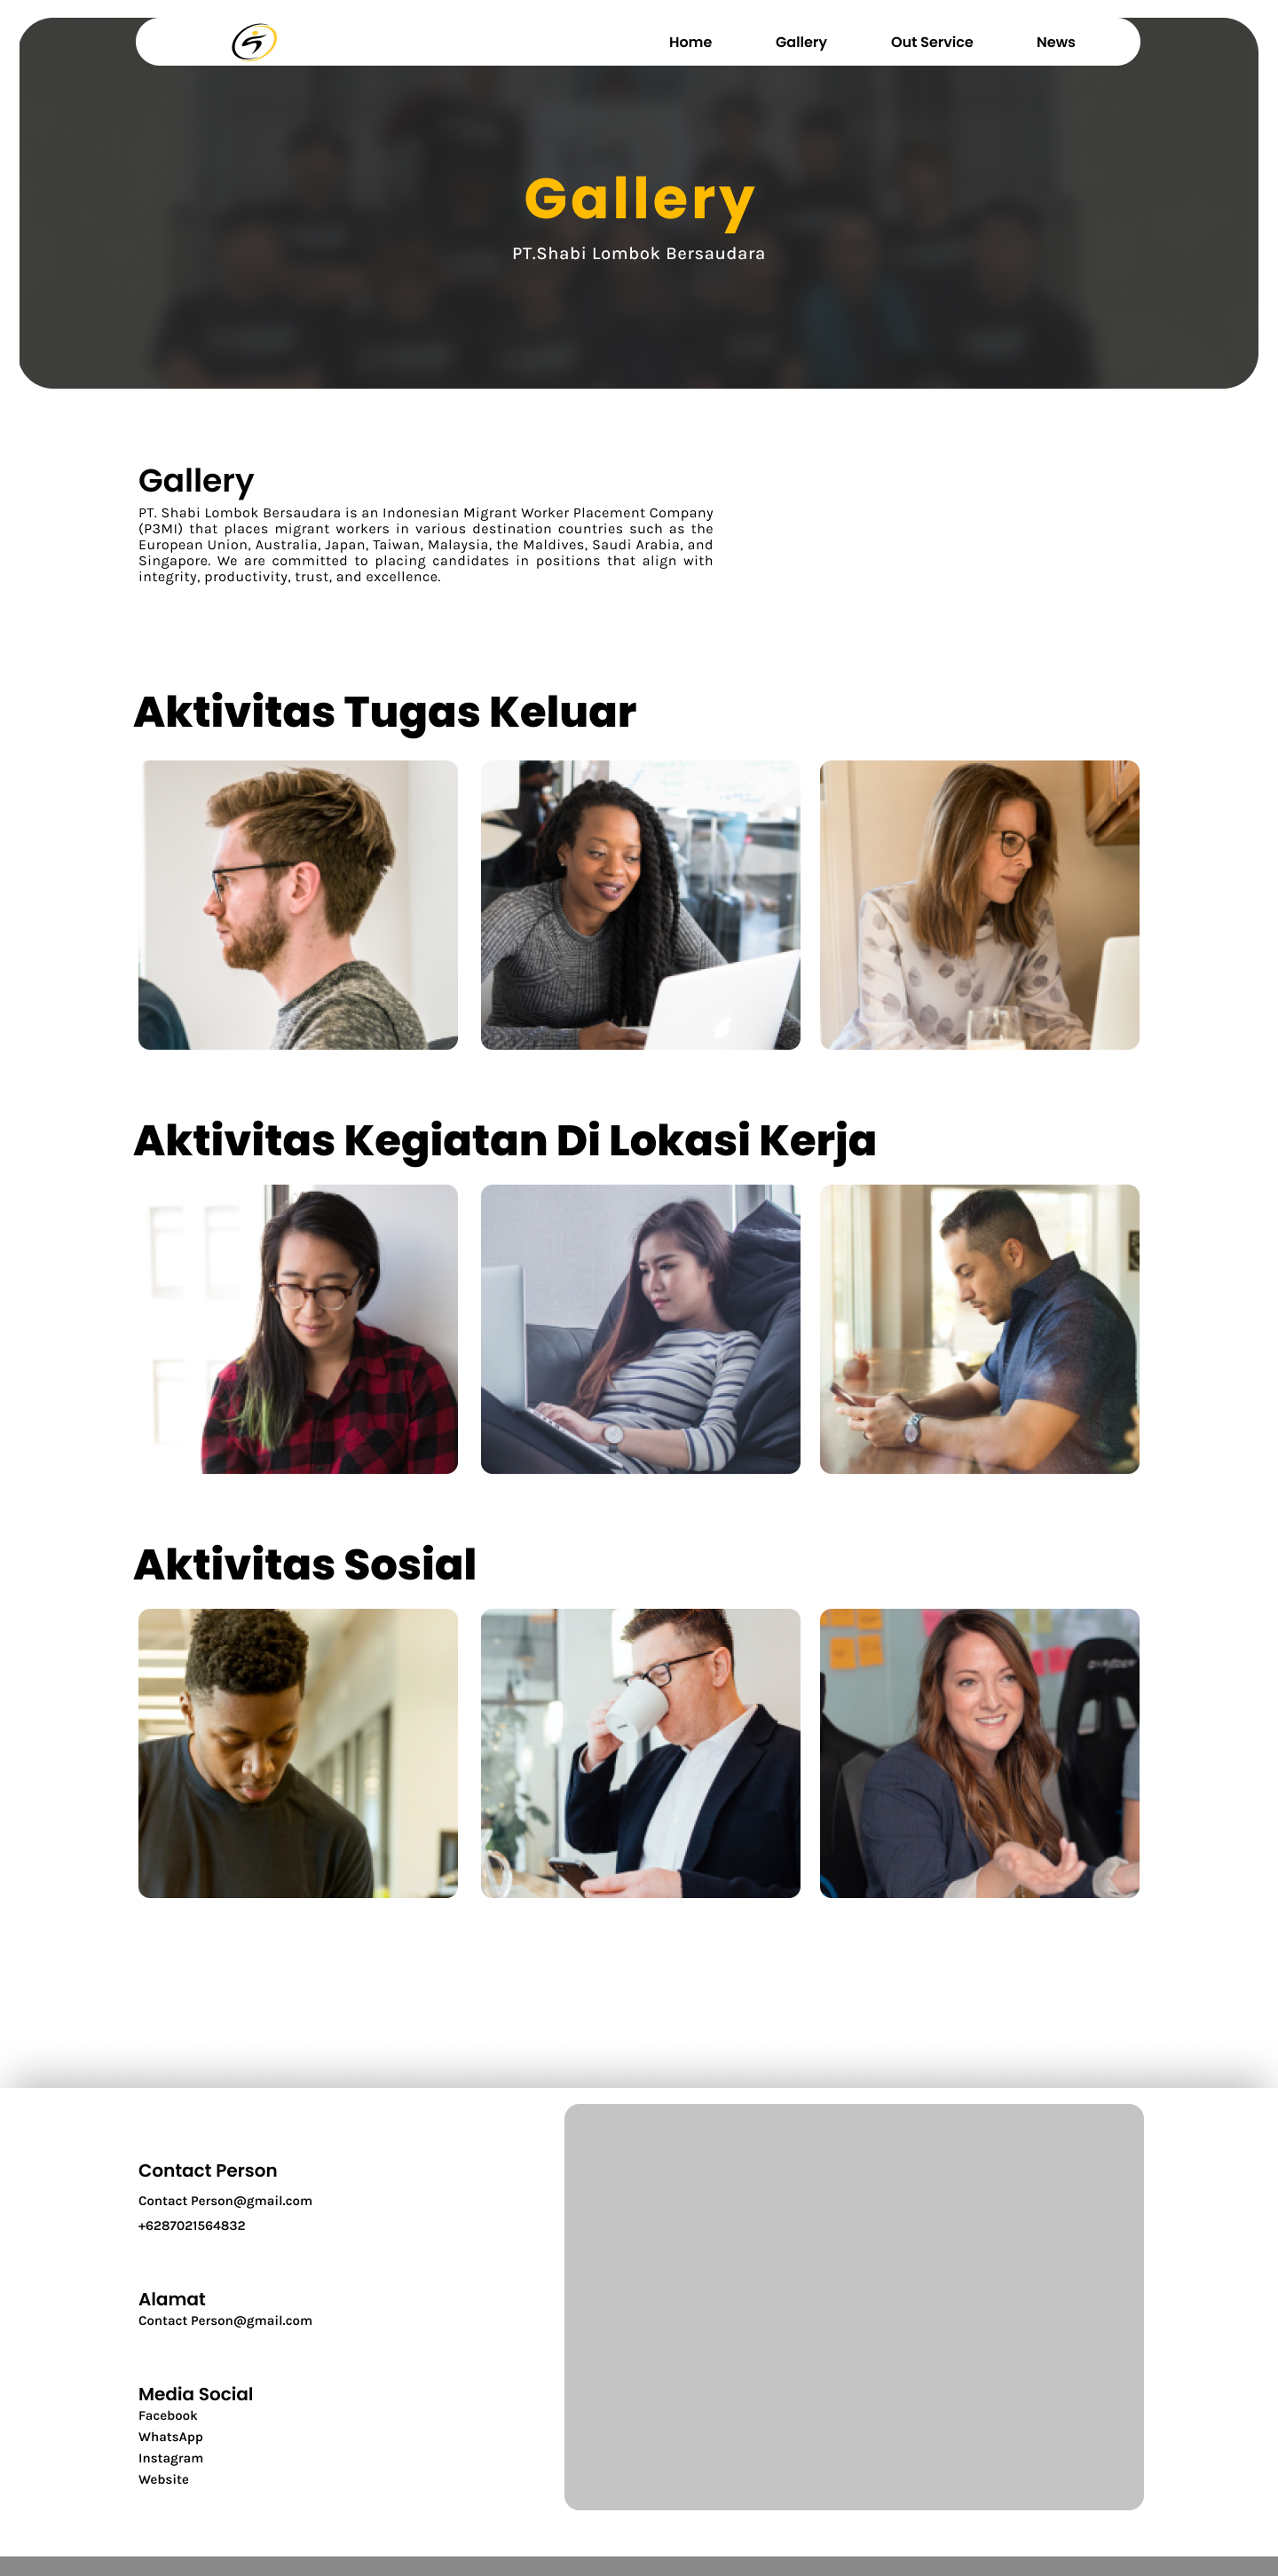 Home Gallery Out Service News
Gallery
PT.Shabi Lombok Bersaudara
Gallery
PT. Shabi Lombok Bersaudara is an Indonesian Migrant Worker Placement Company
(P3MI) that places migrant workers in various destination countries such as the
European Union, Australia, Japan, Taiwan, Malaysia, the Maldives, Saudi Arabia, and
Singapore. We are committed to placing candidates in positions that align with
integrity, productivity, trust, and excellence.
Aktivitas Tugas Keluar
Aktivitas Kegiatan Di Lokasi Kerja
Aktivitas Sosial
Contact Person
Contact Person@gmail.com
+6287021564832
Alamat
Contact Person@gmail.com
Media Social
Facebook
WhatsApp
Instagram
Website